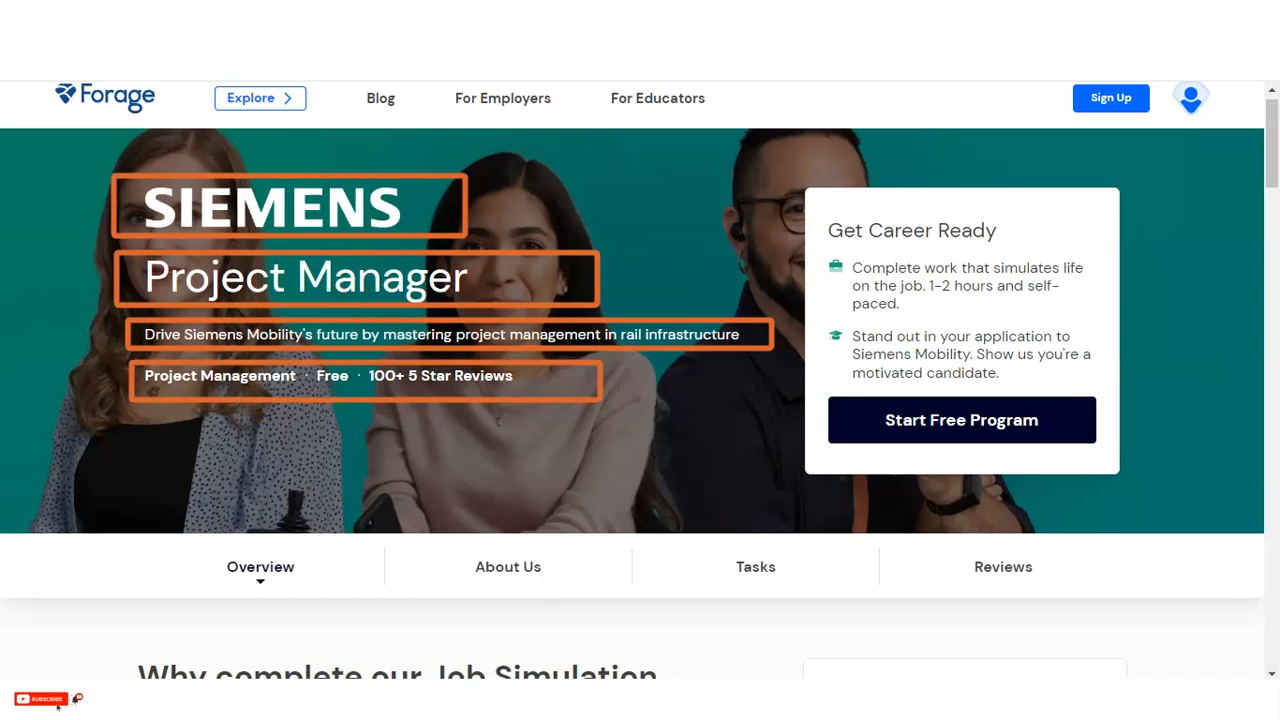 Forage
Explore
Blog
For Employers
For Educators
Sign Up
SIEMENS
Project Manager
Drive Siemens Mobility's future by mastering project management in rail infrastructure
Project Management · Free · 100+ 5 Star Reviews
Get Career Ready
Complete work that simulates life
on the job. 1-2 hours and self-
paced.
Stand out in your application to
Siemens Mobility. Show us you're a
motivated candidate.
Start Free Program
Overview
About Us
Tasks
Reviews
Why complete our Job Simulation
SUBSCRIBE